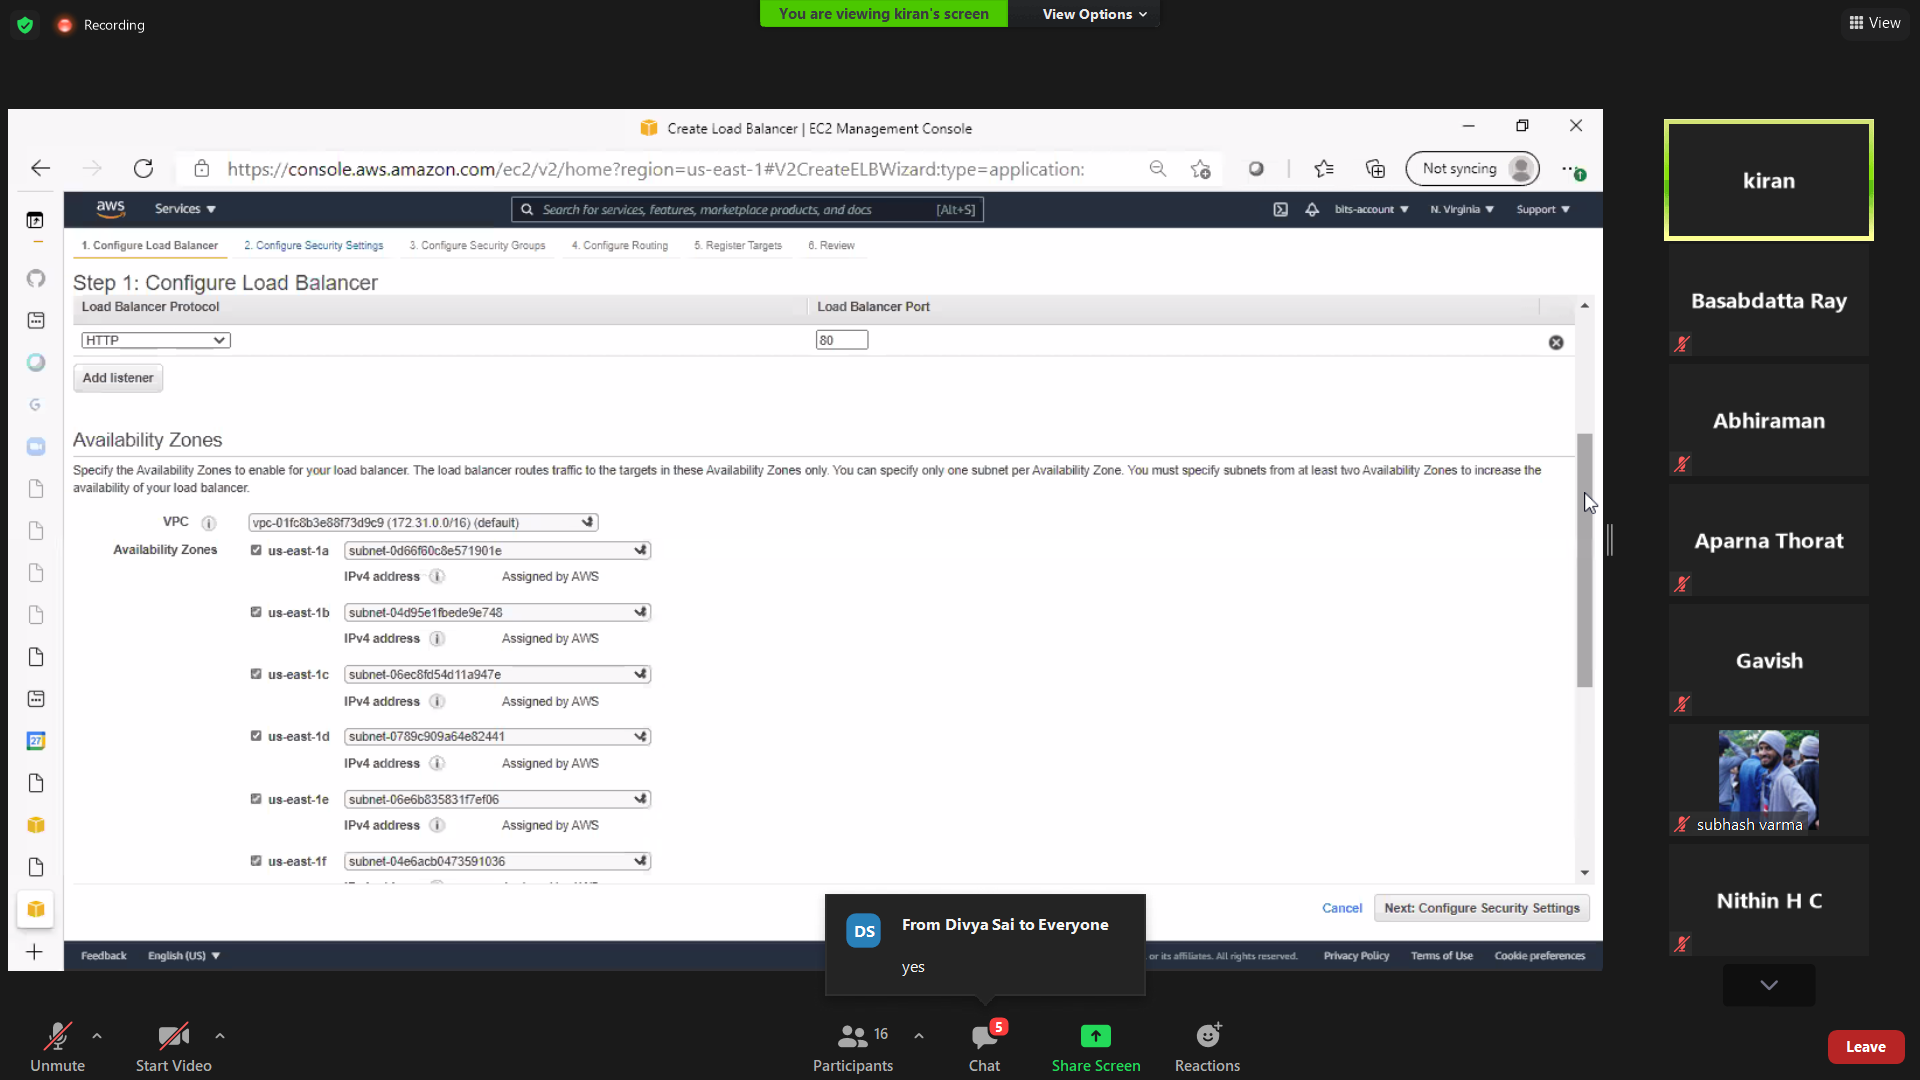 Recording
You are viewing kiran's screen
View Options
View
Create Load Balancer | EC2 Management Console
https://console.aws.amazon.com/ec2/v2/home?region=us-east-1#V2CreateELBWizard:type=application:
Not syncing
aws
Services
Search for services, features, marketplace products, and docs
[Alt+S]
bits-account
N. Virginia
Support
1. Configure Load Balancer
2. Configure Security Settings
3. Configure Security Groups
4. Configure Routing
5. Register Targets
6. Review
Step 1: Configure Load Balancer
Load Balancer Protocol
Load Balancer Port
HTTP
80
Add listener
Availability Zones
Specify the Availability Zones to enable for your load balancer. The load balancer routes traffic to the targets in these Availability Zones only. You can specify only one subnet per Availability Zone. You must specify subnets from at least two Availability Zones to increase the
availability of your load balancer.
VPC
vpc-01fc8b3e88f73d9c9 (172.31.0.0/16) (default)
Availability Zones
us-east-1a
subnet-0d66f60c8e571901e
IPv4 address
Assigned by AWS
us-east-1b
subnet-04d95e1fbede9e748
IPv4 address
Assigned by AWS
us-east-1c
subnet-06ec8fd54d11a947e
IPv4 address
Assigned by AWS
us-east-1d
subnet-0789c909a64e82441
IPv4 address
Assigned by AWS
us-east-1e
subnet-06e6b835831f7ef06
IPv4 address
Assigned by AWS
us-east-1f
subnet-04e6acb0473591036
Cancel
Next: Configure Security Settings
Feedback
English (US)
or its affiliates. All rights reserved.
Privacy Policy
Terms of Use
Cookie preferences
DS
From Divya Sai to Everyone
yes
27
kiran
Basabdatta Ray
Abhiraman
Aparna Thorat
Gavish
subhash varma
Nithin H C
Unmute
Start Video
16
Participants
5
Chat
Share Screen
Reactions
Leave